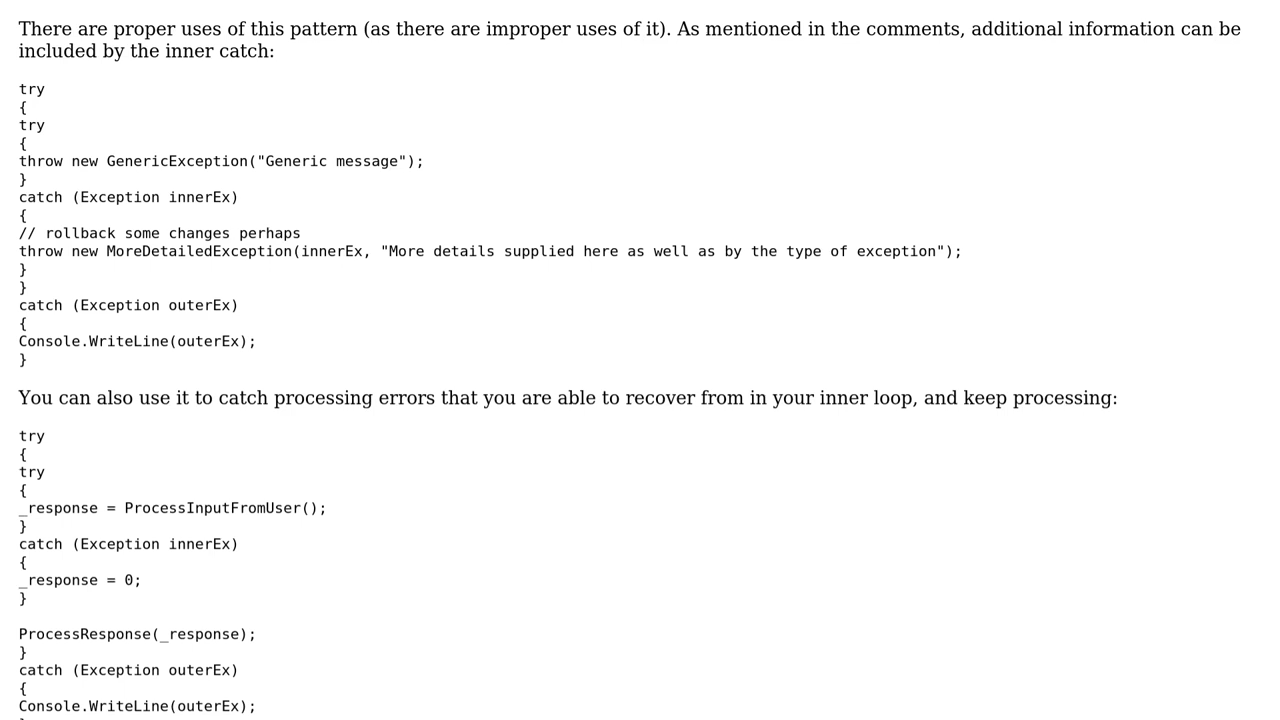 There are proper uses of this pattern (as there are improper uses of it). As mentioned in the comments, additional information can be
included by the inner catch:
try
{
try
{
throw new GenericException("Generic message");
}
catch (Exception innerEx)
{
// rollback some changes perhaps
throw new MoreDetailedException(innerEx, "More details supplied here as well as by the type of exception");
}
}
catch (Exception outerEx)
{
Console.WriteLine(outerEx);
}
You can also use it to catch processing errors that you are able to recover from in your inner loop, and keep processing:
try
{
try
{
_response = ProcessInputFromUser();
}
catch (Exception innerEx)
{
_response = 0;
}
ProcessResponse(_response);
}
catch (Exception outerEx)
{
Console.WriteLine(outerEx);